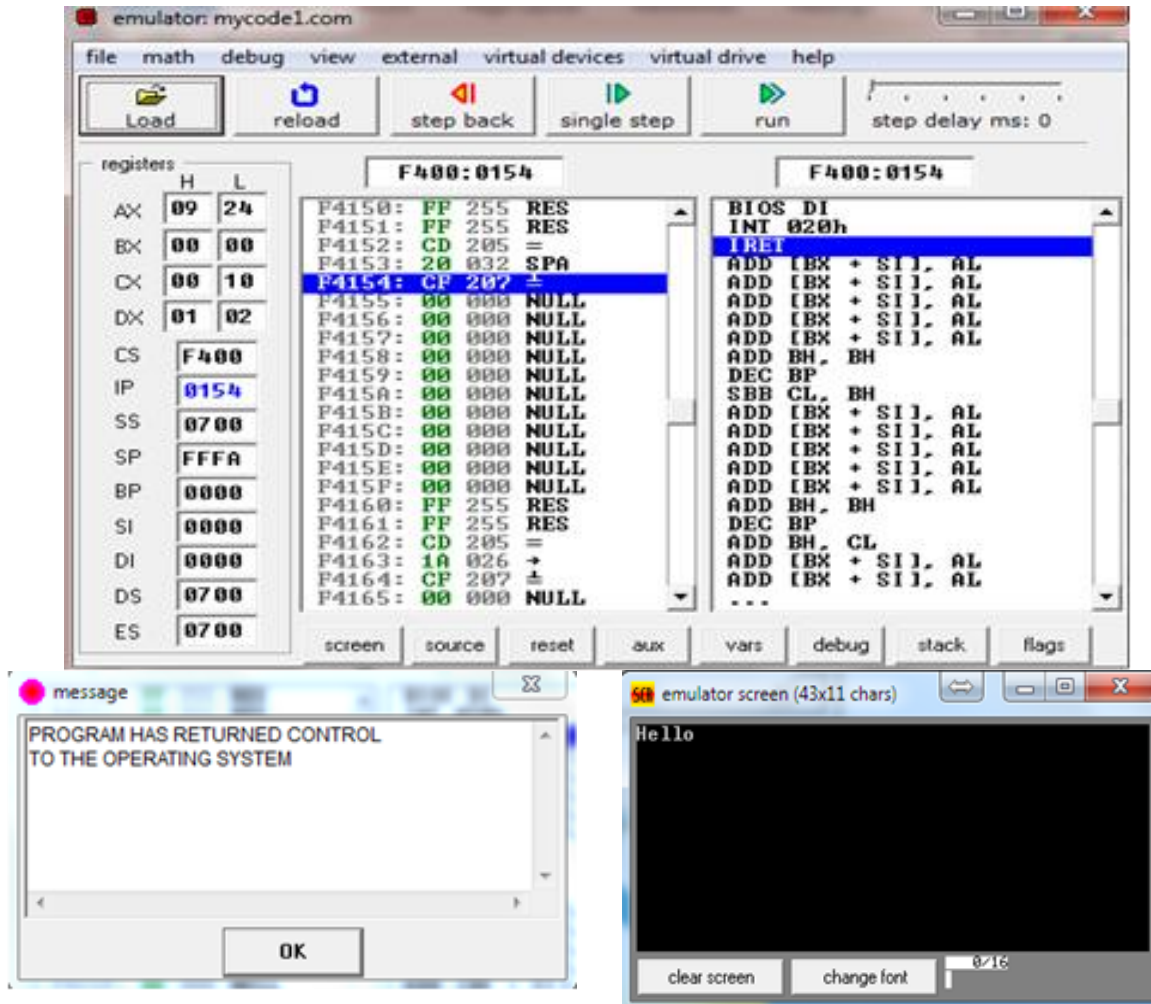 emulator: mycode1.com
file math debug view external virtual devices virtual drive help
Load reload step back single step run step delay ms: 0
registers
F400:0154 F400:0154
H L
AX 09 24
BX 00 00
CX 00 10
DX 01 02
CS F400
IP 0154
SS 0700
SP FFFA
BP 0000
SI 0000
DI 0000
DS 0700
ES 0700
F4150: FF 255 RES
F4151: FF 255 RES
F4152: CD 205 =
F4153: 20 032 SPA
F4154: CF 207 ╧
F4155: 00 000 NULL
F4156: 00 000 NULL
F4157: 00 000 NULL
F4158: 00 000 NULL
F4159: 00 000 NULL
F415A: 00 000 NULL
F415B: 00 000 NULL
F415C: 00 000 NULL
F415D: 00 000 NULL
F415E: 00 000 NULL
F415F: 00 000 NULL
F4160: FF 255 RES
F4161: FF 255 RES
F4162: CD 205 =
F4163: 1A 026 →
F4164: CF 207 ╧
F4165: 00 000 NULL
BIOS DI
INT 020h
IRET
ADD [BX + SI], AL
ADD [BX + SI], AL
ADD [BX + SI], AL
ADD [BX + SI], AL
ADD [BX + SI], AL
ADD BH, BH
DEC BP
SBB CL, BH
ADD [BX + SI], AL
ADD [BX + SI], AL
ADD [BX + SI], AL
ADD [BX + SI], AL
ADD [BX + SI], AL
ADD BH, BH
DEC BP
ADD BH, CL
ADD [BX + SI], AL
ADD [BX + SI], AL
...
screen source reset aux vars debug stack flags
message
PROGRAM HAS RETURNED CONTROL
TO THE OPERATING SYSTEM
OK
SCR emulator screen (43x11 chars)
Hello
clear screen change font 0/16